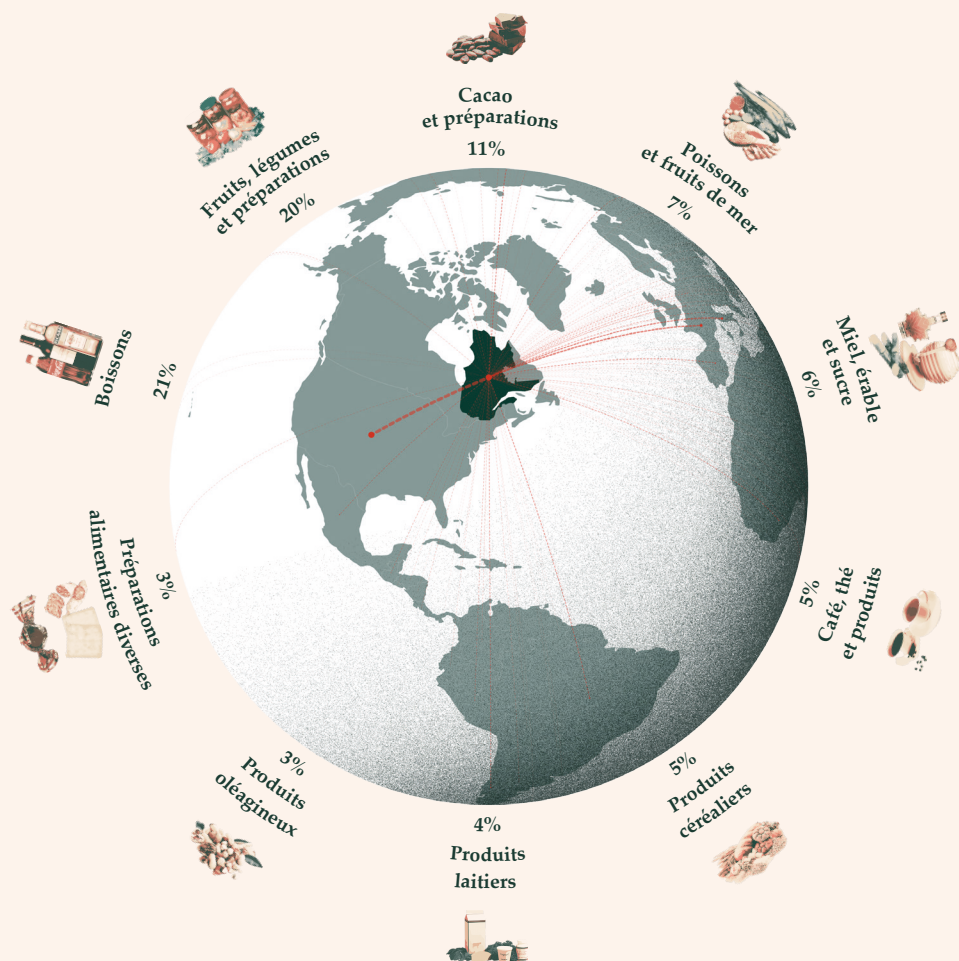 Cacao
et préparations
11%
Poissons
et fruits de mer
7%
Miel, érable
et sucre
6%
Café, thé
et produits
5%
Produits
céréaliers
5%
4%
Produits
laitiers
3%
Produits
oléagineux
Préparations
alimentaires diverses
3%
Boissons
21%
Fruits, légumes
et préparations
20%